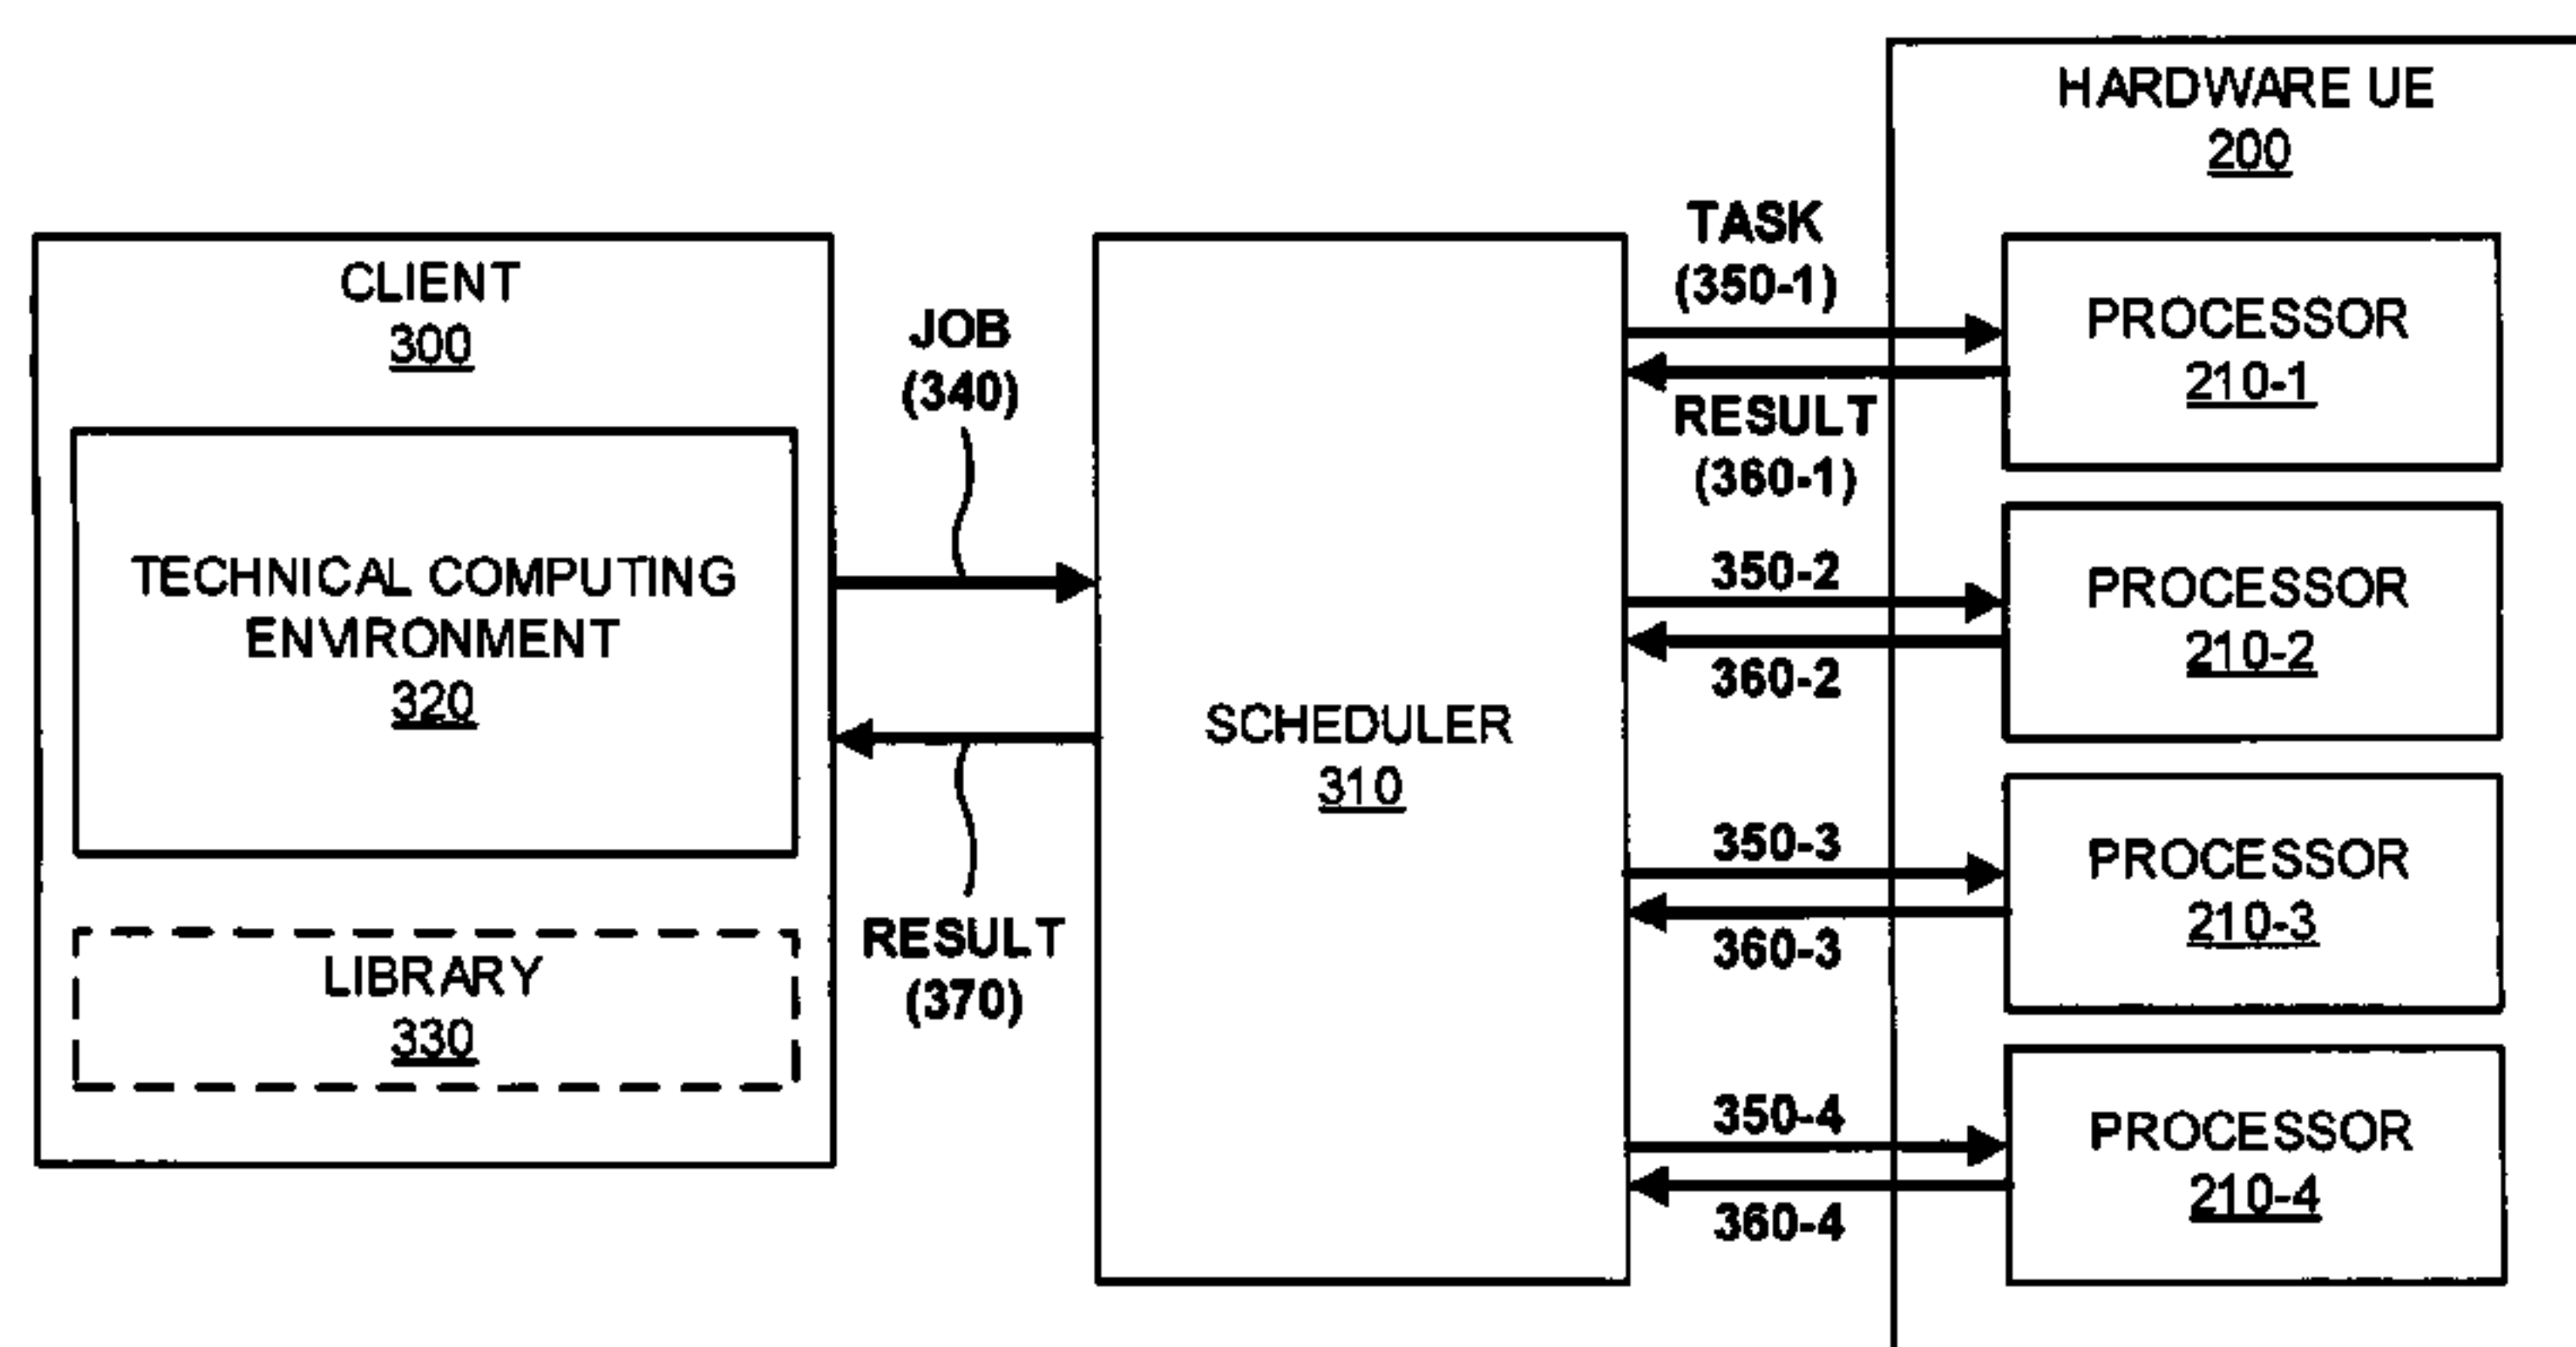 HARDWARE UE
200
CLIENT
300
TECHNICAL COMPUTING
ENVIRONMENT
320
LIBRARY
330
JOB
(340)
RESULT
(370)
SCHEDULER
310
TASK
(350-1)
RESULT
(360-1)
350-2
360-2
350-3
360-3
350-4
360-4
PROCESSOR
210-1
PROCESSOR
210-2
PROCESSOR
210-3
PROCESSOR
210-4